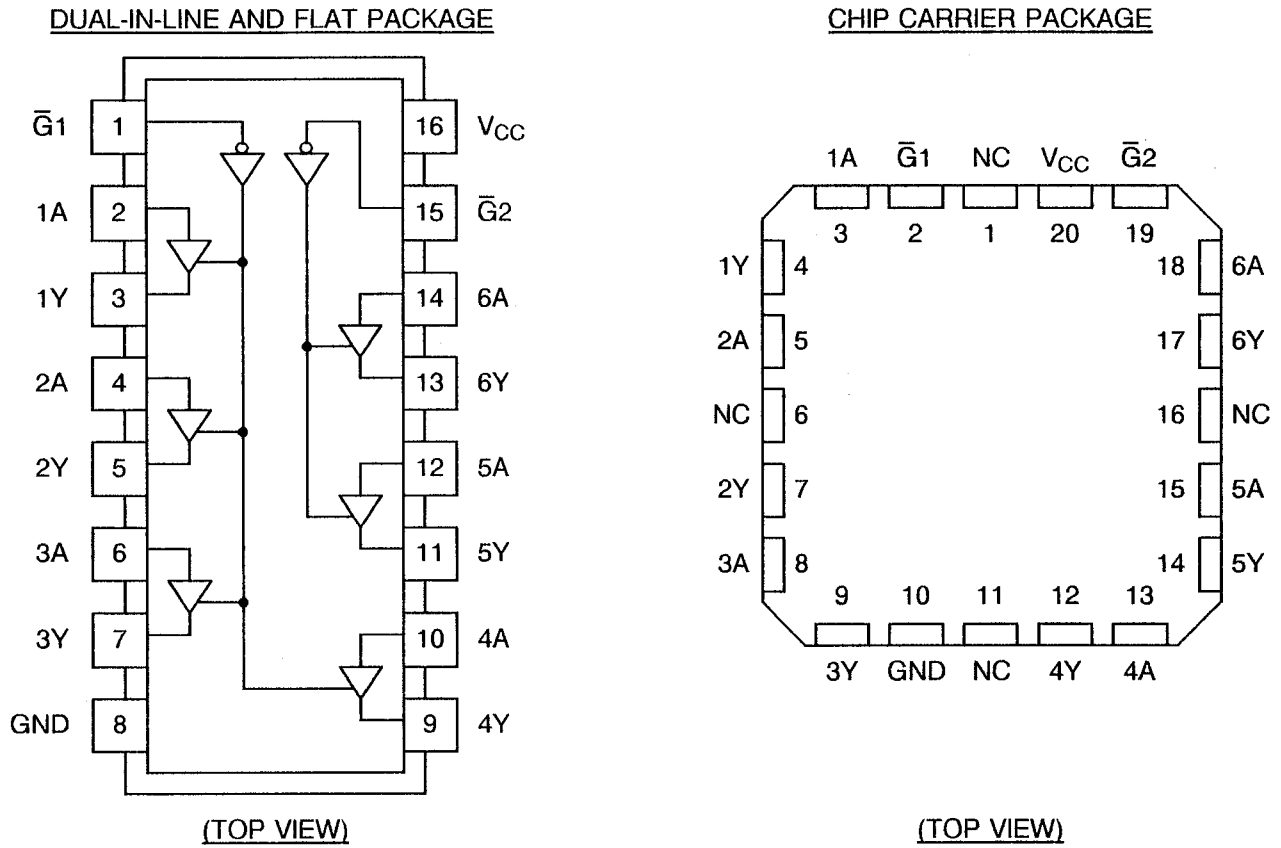 DUAL-IN-LINE AND FLAT PACKAGE
G̅1 1 16 VCC
1A 2 15 G̅2
1Y 3 14 6A
2A 4 13 6Y
2Y 5 12 5A
3A 6 11 5Y
3Y 7 10 4A
GND 8 9 4Y
(TOP VIEW)
CHIP CARRIER PACKAGE
1A G̅1 NC VCC G̅2
3 2 1 20 19
1Y 4 18 6A
2A 5 17 6Y
NC 6 16 NC
2Y 7 15 5A
3A 8 14 5Y
9 10 11 12 13
3Y GND NC 4Y 4A
(TOP VIEW)